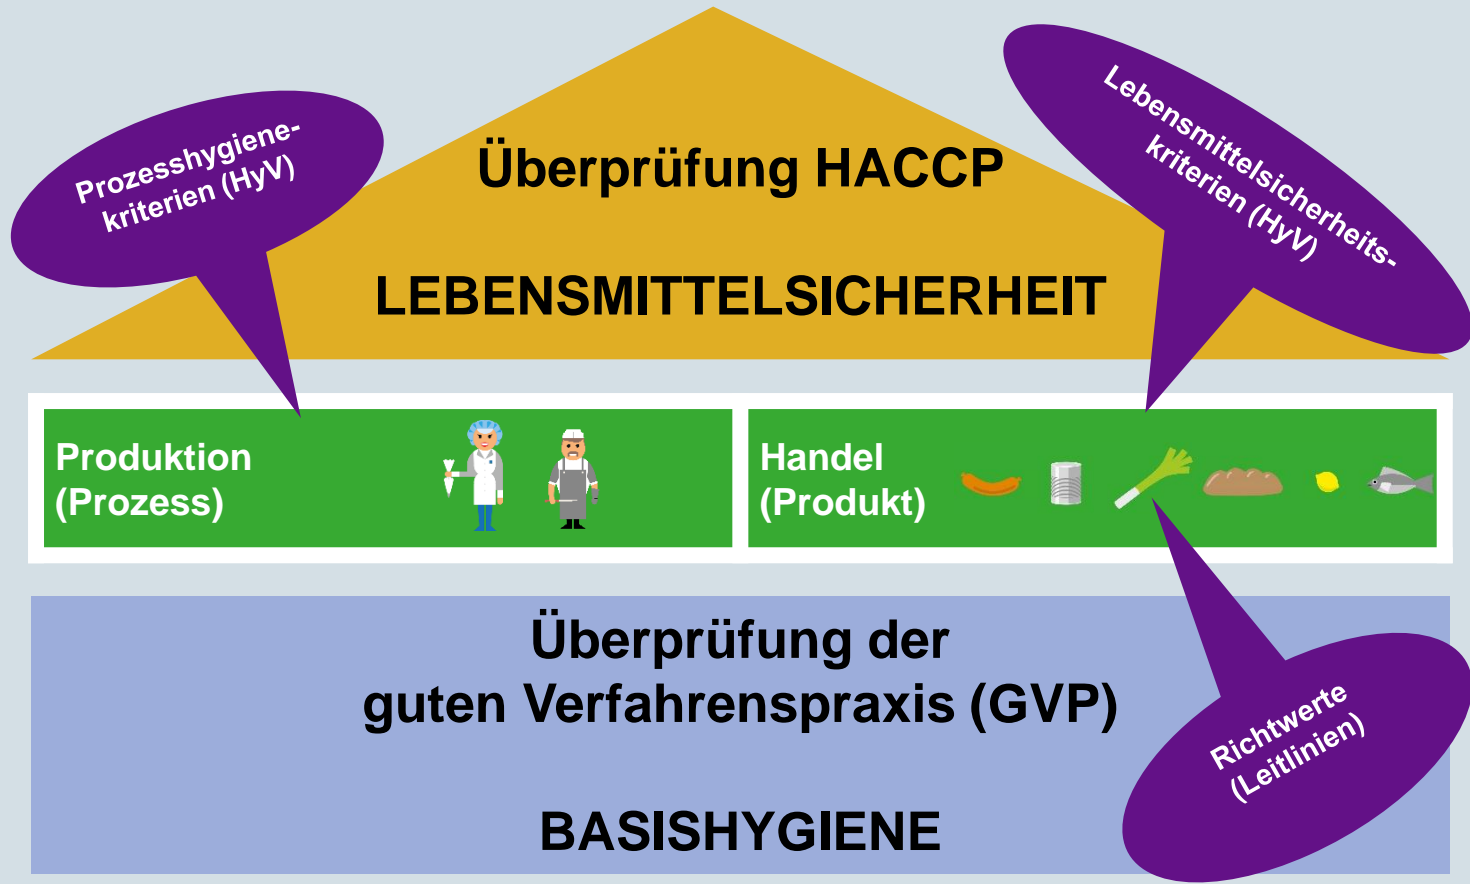 Prozesshygiene-
kriterien (HyV)
Lebensmittelsicherheits-
kriterien (HyV)
Überprüfung HACCP
LEBENSMITTELSICHERHEIT
Produktion
(Prozess)
Handel
(Produkt)
Überprüfung der
guten Verfahrenspraxis (GVP)
Richtwerte
(Leitlinien)
BASISHYGIENE